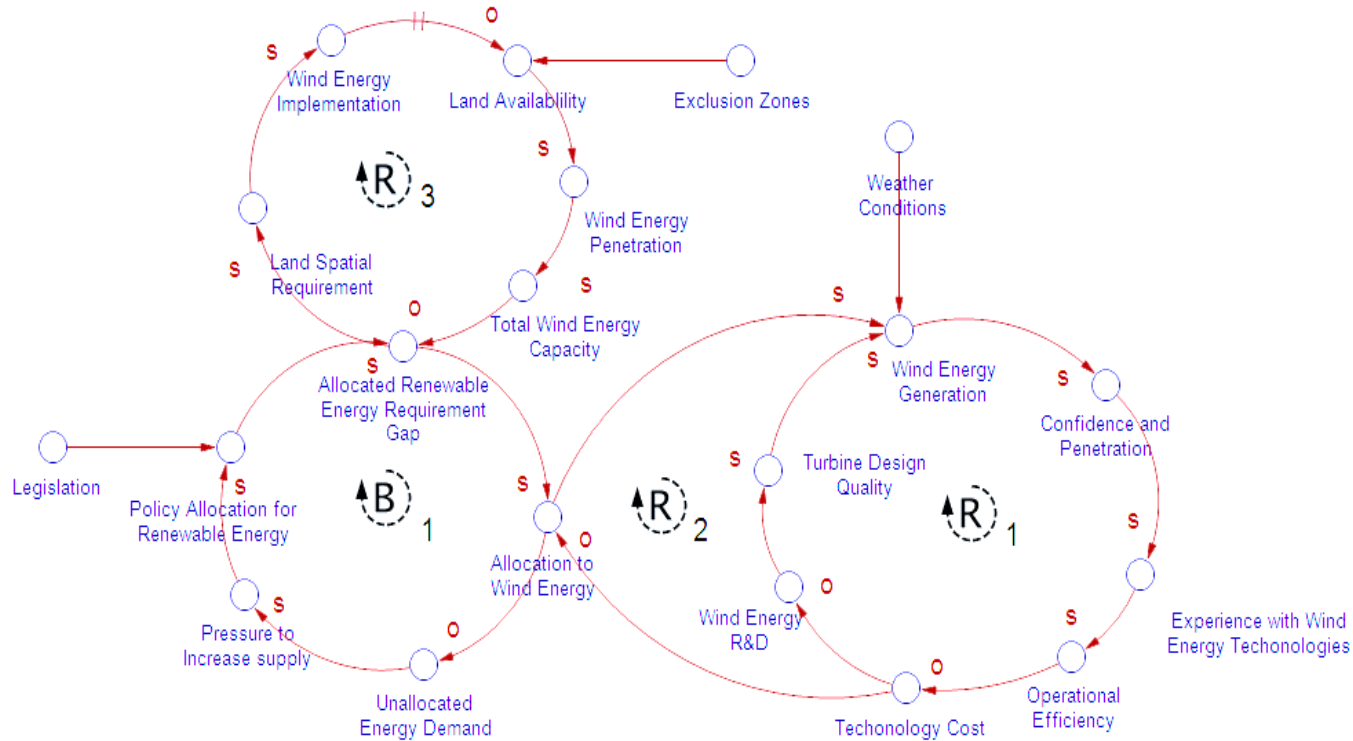 O
S
Wind Energy
Implementation
Land Availablility
Exclusion Zones
S
R
3
Wind Energy
Penetration
Weather
Conditions
Land Spatial
Requirement
S
S
O
Total Wind Energy
Capacity
S
S
Allocated Renewable
Energy Requirement
Gap
S
Wind Energy
Generation
S
Confidence and
Penetration
Legislation
Policy Allocation for
Renewable Energy
S
B
1
S
Allocation to
Wind Energy
O
R
2
S
Turbine Design
Quality
R
1
S
Pressure to
Increase supply
S
O
Unallocated
Energy Demand
Wind Energy
R&D
O
Experience with Wind
Energy Techonologies
S
Operational
Efficiency
O
Techonology Cost